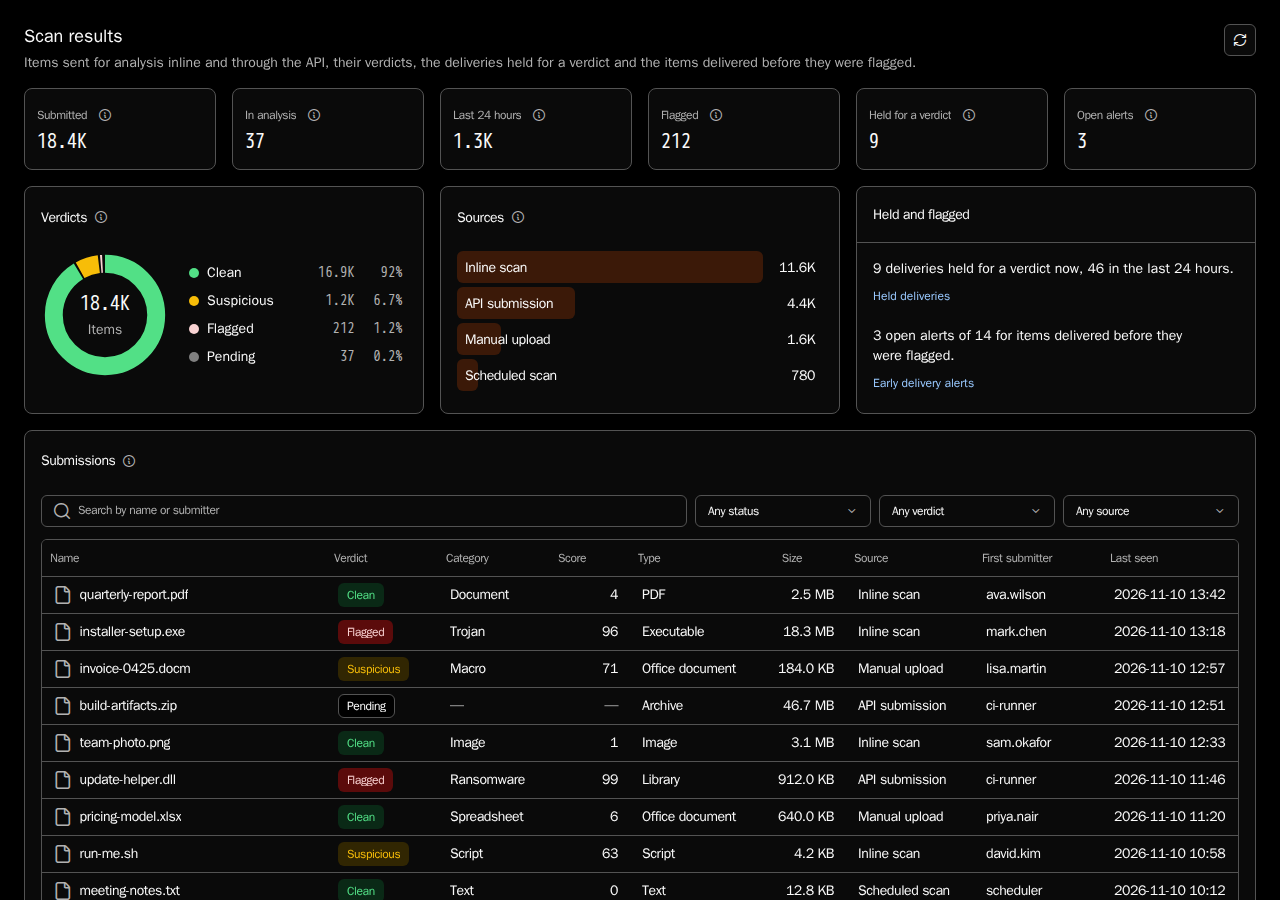 Scan results
Items sent for analysis inline and through the API, their verdicts, the deliveries held for a verdict and the items delivered before they were flagged.
Submitted
18.4K
In analysis
37
Last 24 hours
1.3K
Flagged
212
Held for a verdict
9
Open alerts
3
Verdicts
18.4K
Items
Clean 16.9K 92%
Suspicious 1.2K 6.7%
Flagged 212 1.2%
Pending 37 0.2%
Sources
Inline scan 11.6K
API submission 4.4K
Manual upload 1.6K
Scheduled scan 780
Held and flagged
9 deliveries held for a verdict now, 46 in the last 24 hours.
Held deliveries
3 open alerts of 14 for items delivered before they
were flagged.
Early delivery alerts
Submissions
Search by name or submitter Any status Any verdict Any source
Name Verdict Category Score Type Size Source First submitter Last seen
quarterly-report.pdf Clean Document 4 PDF 2.5 MB Inline scan ava.wilson 2026-11-10 13:42
installer-setup.exe Flagged Trojan 96 Executable 18.3 MB Inline scan mark.chen 2026-11-10 13:18
invoice-0425.docm Suspicious Macro 71 Office document 184.0 KB Manual upload lisa.martin 2026-11-10 12:57
build-artifacts.zip Pending — — Archive 46.7 MB API submission ci-runner 2026-11-10 12:51
team-photo.png Clean Image 1 Image 3.1 MB Inline scan sam.okafor 2026-11-10 12:33
update-helper.dll Flagged Ransomware 99 Library 912.0 KB API submission ci-runner 2026-11-10 11:46
pricing-model.xlsx Clean Spreadsheet 6 Office document 640.0 KB Manual upload priya.nair 2026-11-10 11:20
run-me.sh Suspicious Script 63 Script 4.2 KB Inline scan david.kim 2026-11-10 10:58
meeting-notes.txt Clean Text 0 Text 12.8 KB Scheduled scan scheduler 2026-11-10 10:12